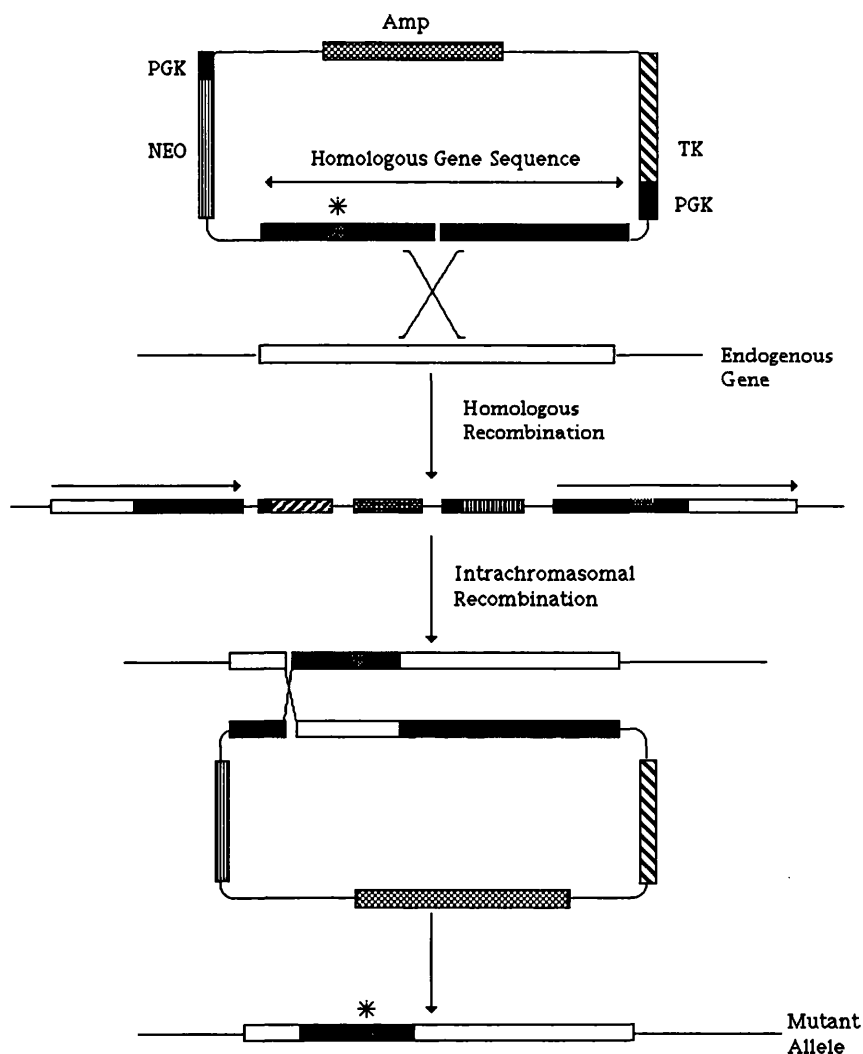 Amp
PGK
NEO
Homologous Gene Sequence
TK
PGK
*
Endogenous
Gene
Homologous
Recombination
Intrachromasomal
Recombination
*
Mutant
Allele